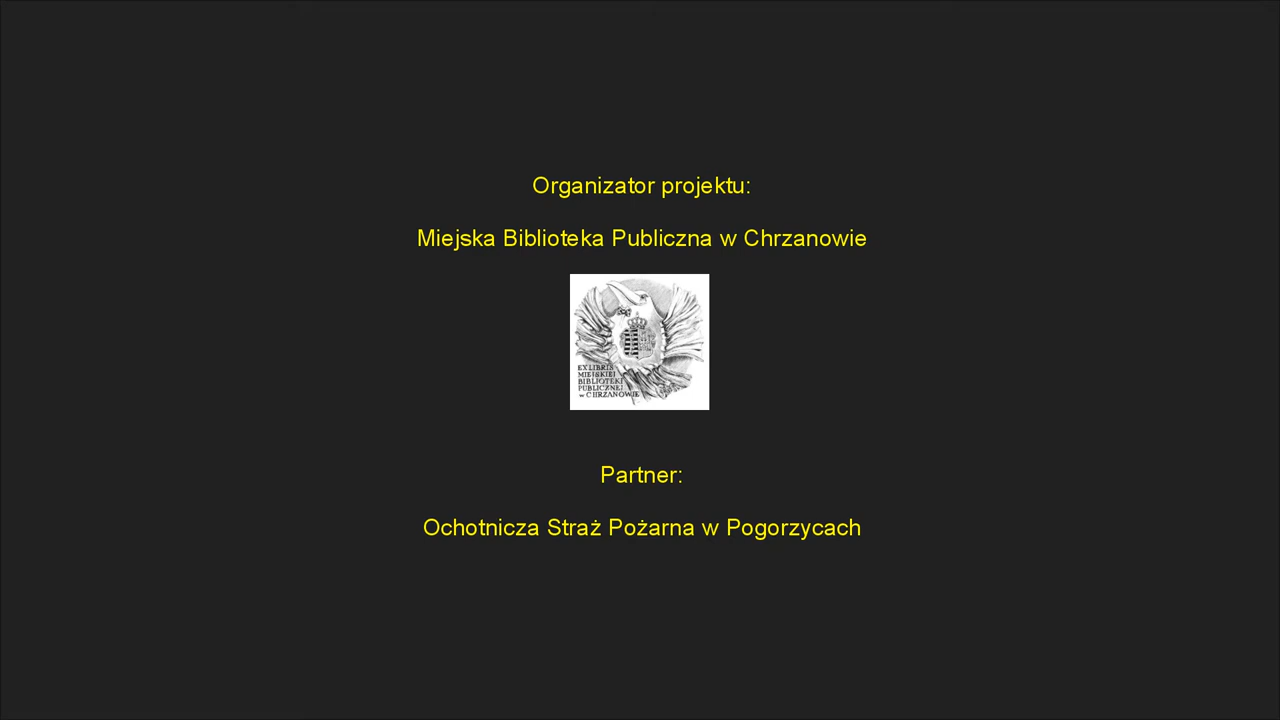 Organizator projektu:
Miejska Biblioteka Publiczna w Chrzanowie
EX LIBRIS
MIEJSKIEJ
BIBLIOTEKI
PUBLICZNEJ
w CHRZANOWIE
Partner:
Ochotnicza Straż Pożarna w Pogorzycach